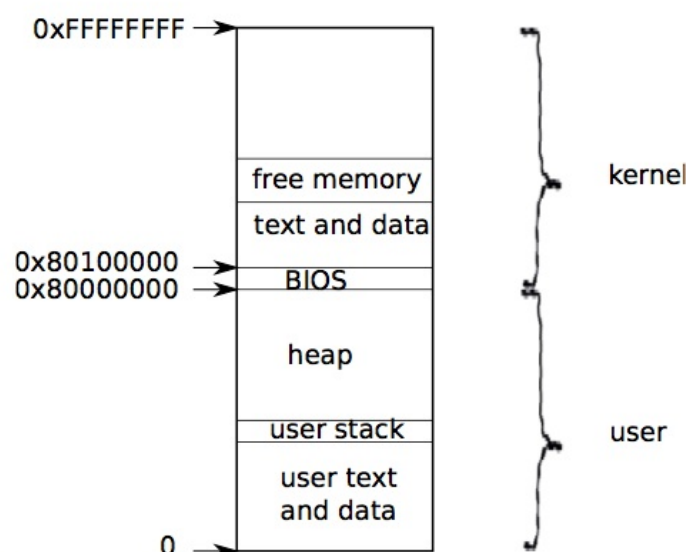 0xFFFFFFFF
free memory
kernel
text and data
0x80100000
BIOS
0x80000000
heap
user stack
user
user text
and data
0